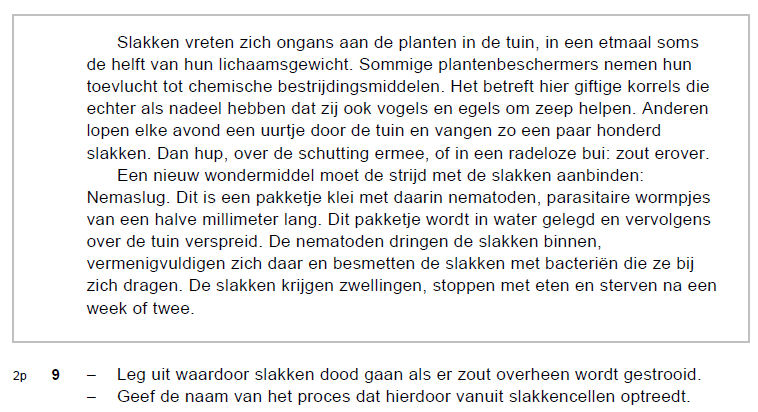 Slakken vreten zich ongans aan de planten in de tuin, in een etmaal soms
de helft van hun lichaamsgewicht. Sommige plantenbeschermers nemen hun
toevlucht tot chemische bestrijdingsmiddelen. Het betreft hier giftige korrels die
echter als nadeel hebben dat zij ook vogels en egels om zeep helpen. Anderen
lopen elke avond een uurtje door de tuin en vangen zo een paar honderd
slakken. Dan hup, over de schutting ermee, of in een radeloze bui: zout erover.
Een nieuw wondermiddel moet de strijd met de slakken aanbinden:
Nemaslug. Dit is een pakketje klei met daarin nematoden, parasitaire wormpjes
van een halve millimeter lang. Dit pakketje wordt in water gelegd en vervolgens
over de tuin verspreid. De nematoden dringen de slakken binnen,
vermenigvuldigen zich daar en besmetten de slakken met bacteriën die ze bij
zich dragen. De slakken krijgen zwellingen, stoppen met eten en sterven na een
week of twee.
2p 9 – Leg uit waardoor slakken dood gaan als er zout overheen wordt gestrooid.
– Geef de naam van het proces dat hierdoor vanuit slakkencellen optreedt.